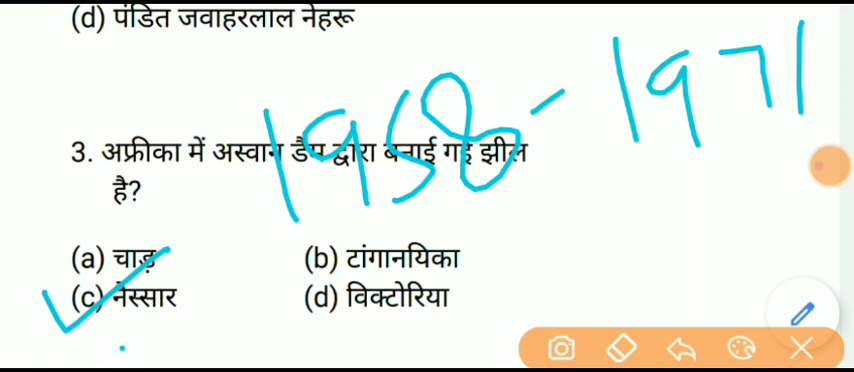 (d) पंडित जवाहरलाल नेहरू
1958-1971
3. अफ्रीका में अस्वान डैम द्वारा बनाई गई झील
है?
(a) चाड़
(b) टांगानयिका
(c) नस्सार
(d) विक्टोरिया